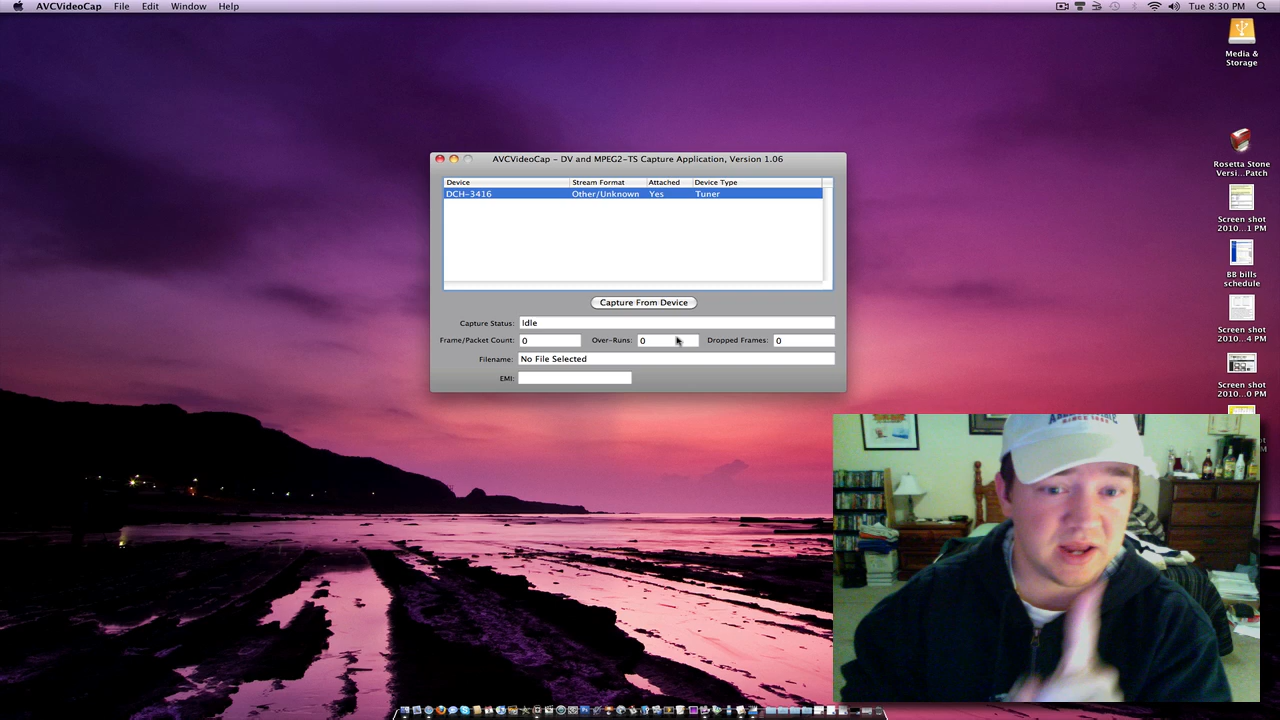 AVCVideoCap File Edit Window Help Tue 8:30 PM
Media &
Storage
AVCVideoCap - DV and MPEG2-TS Capture Application, Version 1.06
Device Stream Format Attached Device Type
DCH-3416 Other/Unknown Yes Tuner
Capture From Device
Capture Status: Idle
Frame/Packet Count: 0 Over-Runs: 0 Dropped Frames: 0
Filename: No File Selected
EMI:
Rosetta Stone
Versi...Patch
Screen shot
2010...1 PM
BB bills
schedule
Screen shot
2010...4 PM
Screen shot
2010...0 PM